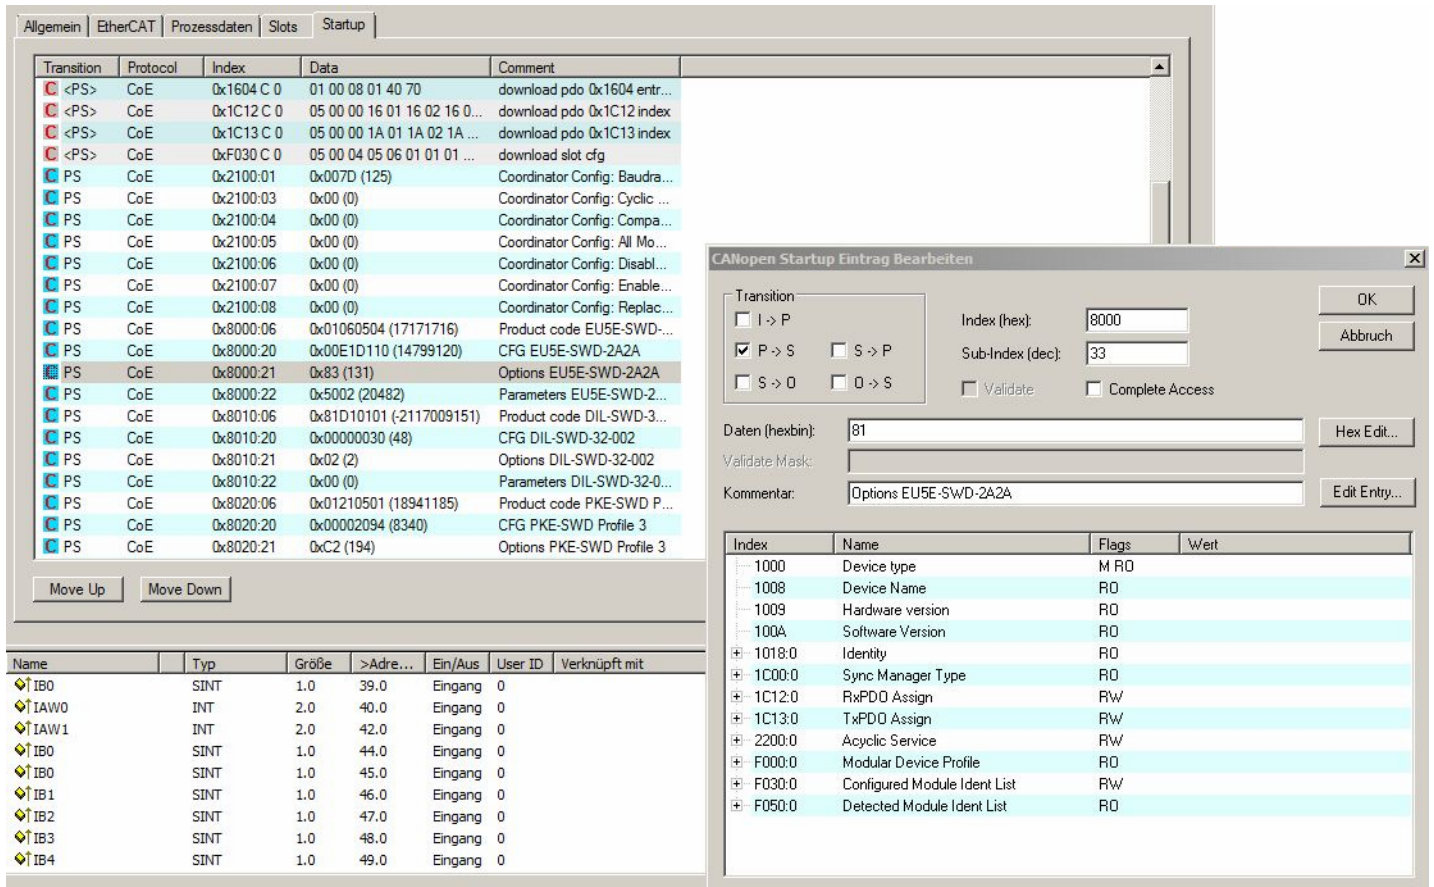 Allgemein EtherCAT Prozessdaten Slots Startup
Transition Protocol Index Data Comment
C <PS> CoE 0x1604 C 0 01 00 08 01 40 70 download pdo 0x1604 entr...
C <PS> CoE 0x1C12 C 0 05 00 00 16 01 16 02 16 0... download pdo 0x1C12 index
C <PS> CoE 0x1C13 C 0 05 00 00 1A 01 1A 02 1A ... download pdo 0x1C13 index
C <PS> CoE 0xF030 C 0 05 00 04 05 06 01 01 01 ... download slot cfg
C PS CoE 0x2100:01 0x007D (125) Coordinator Config: Baudra...
C PS CoE 0x2100:03 0x00 (0) Coordinator Config: Cyclic ...
C PS CoE 0x2100:04 0x00 (0) Coordinator Config: Compa...
C PS CoE 0x2100:05 0x00 (0) Coordinator Config: All Mo...
C PS CoE 0x2100:06 0x00 (0) Coordinator Config: Disabl...
C PS CoE 0x2100:07 0x00 (0) Coordinator Config: Enable...
C PS CoE 0x2100:08 0x00 (0) Coordinator Config: Replac...
C PS CoE 0x8000:06 0x01060504 (17171716) Product code EU5E-SWD-...
C PS CoE 0x8000:20 0x00E1D110 (14799120) CFG EU5E-SWD-2A2A
C PS CoE 0x8000:21 0x83 (131) Options EU5E-SWD-2A2A
C PS CoE 0x8000:22 0x5002 (20482) Parameters EU5E-SWD-2...
C PS CoE 0x8010:06 0x81D10101 (-2117009151) Product code DIL-SWD-3...
C PS CoE 0x8010:20 0x00000030 (48) CFG DIL-SWD-32-002
C PS CoE 0x8010:21 0x02 (2) Options DIL-SWD-32-002
C PS CoE 0x8010:22 0x00 (0) Parameters DIL-SWD-32-0...
C PS CoE 0x8020:06 0x01210501 (18941185) Product code PKE-SWD P...
C PS CoE 0x8020:20 0x00002094 (8340) CFG PKE-SWD Profile 3
C PS CoE 0x8020:21 0xC2 (194) Options PKE-SWD Profile 3
Move Up Move Down
Name Typ Größe >Adre... Ein/Aus User ID Verknüpft mit
IB0 SINT 1.0 39.0 Eingang 0
IAW0 INT 2.0 40.0 Eingang 0
IAW1 INT 2.0 42.0 Eingang 0
IB0 SINT 1.0 44.0 Eingang 0
IB0 SINT 1.0 45.0 Eingang 0
IB1 SINT 1.0 46.0 Eingang 0
IB2 SINT 1.0 47.0 Eingang 0
IB3 SINT 1.0 48.0 Eingang 0
IB4 SINT 1.0 49.0 Eingang 0
CANopen Startup Eintrag Bearbeiten
Transition
I -> P
P -> S S -> P
S -> O O -> S
Index (hex): 8000
Sub-Index (dec): 33
Validate Complete Access
OK
Abbruch
Daten (hexbin): 81 Hex Edit...
Validate Mask:
Kommentar: Options EU5E-SWD-2A2A Edit Entry...
Index Name Flags Wert
1000 Device type M RO
1008 Device Name RO
1009 Hardware version RO
100A Software Version RO
1018:0 Identity RO
1C00:0 Sync Manager Type RO
1C12:0 RxPDO Assign RW
1C13:0 TxPDO Assign RW
2200:0 Acyclic Service RW
F000:0 Modular Device Profile RO
F030:0 Configured Module Ident List RW
F050:0 Detected Module Ident List RO